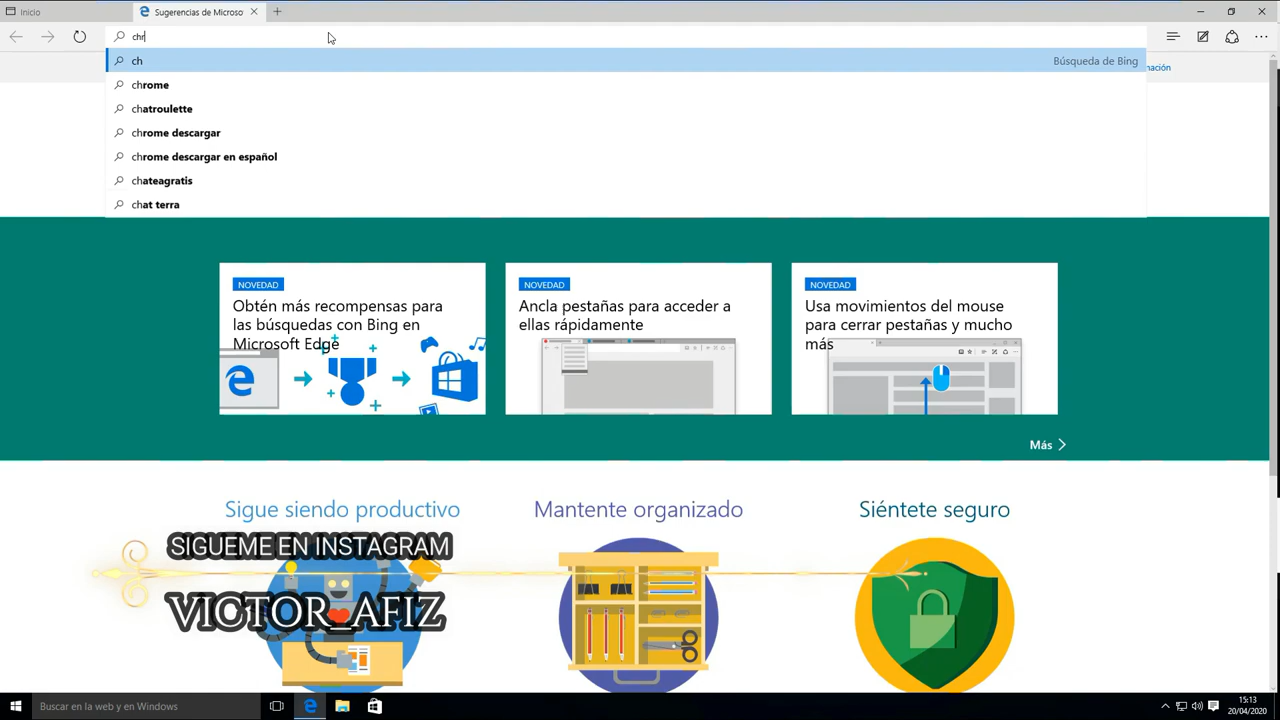 Inicio
Sugerencias de Microso
chr
ch
Búsqueda de Bing
chrome
chatroulette
chrome descargar
chrome descargar en español
chateagratis
chat terra
mación
NOVEDAD
Obtén más recompensas para
las búsquedas con Bing en
Microsoft Edge
NOVEDAD
Ancla pestañas para acceder a
ellas rápidamente
NOVEDAD
Usa movimientos del mouse
para cerrar pestañas y mucho
más
Más
Sigue siendo productivo
Mantente organizado
Siéntete seguro
SIGUEME EN INSTAGRAM
VICTOR_AFIZ
Buscar en la web y en Windows
15:13
20/04/2020